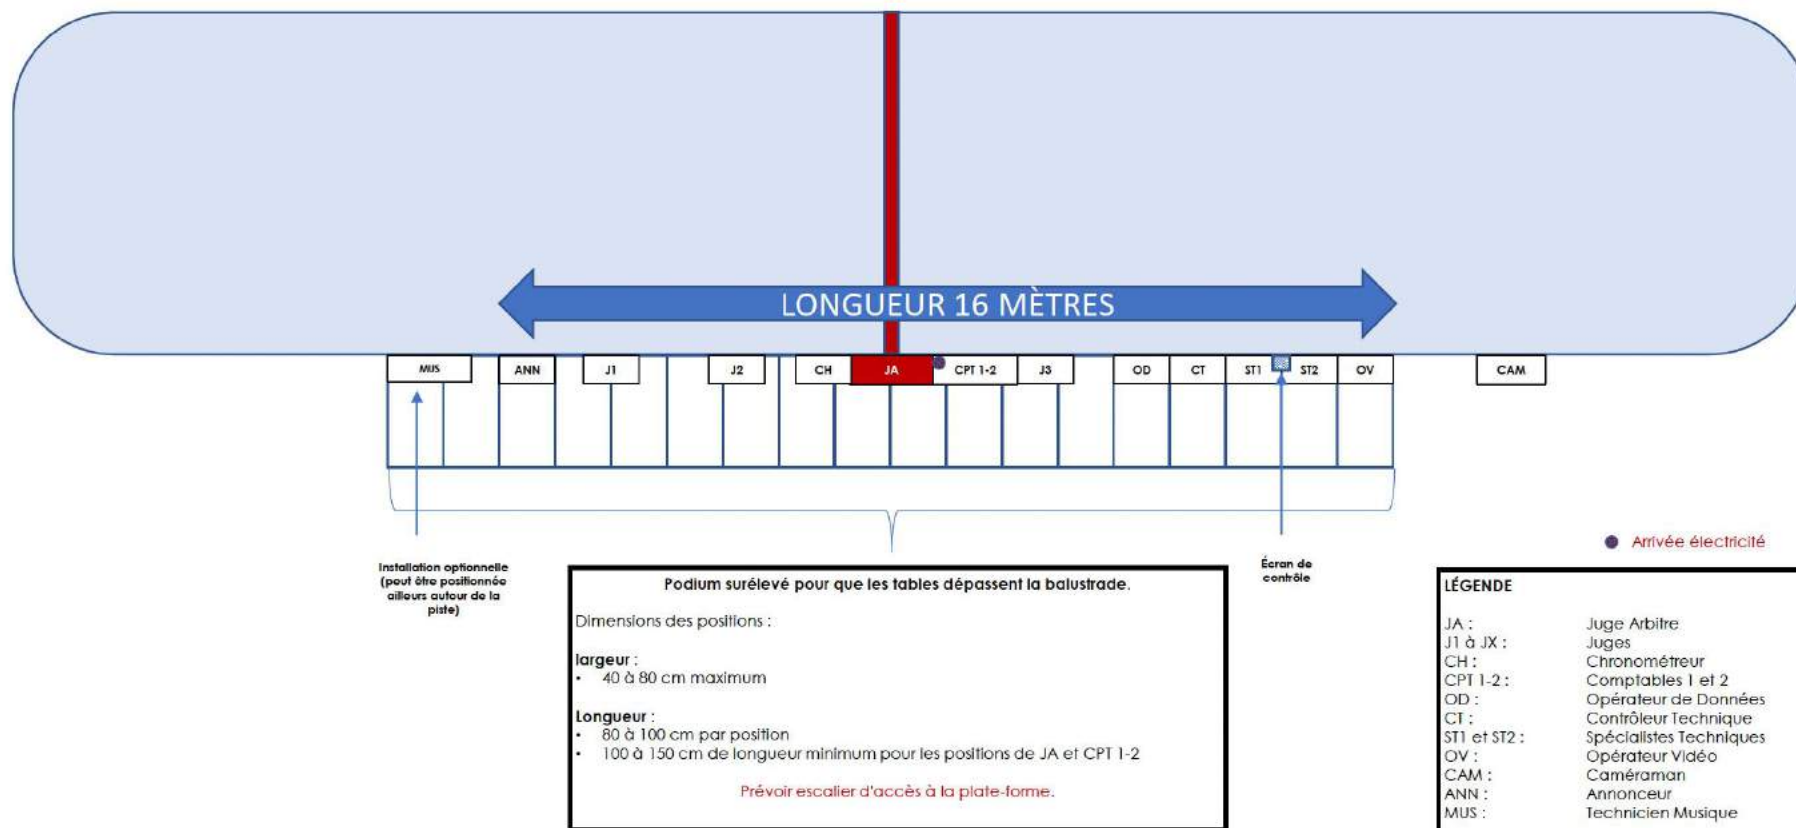 LONGUEUR 16 MÈTRES
MUS
ANN
J1
J2
CH
JA
CPT 1-2
J3
OD
CT
ST1
ST2
OV
CAM
Installation optionnelle
(peut être positionnée
ailleurs autour de la
piste)
Écran de
contrôle
Arrivée électricité
Podium surélevé pour que les tables dépassent la balustrade.
Dimensions des positions :
largeur :
• 40 à 80 cm maximum
Longueur :
• 80 à 100 cm par position
• 100 à 150 cm de longueur minimum pour les positions de JA et CPT 1-2
Prévoir escalier d'accès à la plate-forme.
LÉGENDE
JA : Juge Arbitre
J1 à JX : Juges
CH : Chronométreur
CPT 1-2 : Comptables 1 et 2
OD : Opérateur de Données
CT : Contrôleur Technique
ST1 et ST2 : Spécialistes Techniques
OV : Opérateur Vidéo
CAM : Caméraman
ANN : Annonceur
MUS : Technicien Musique